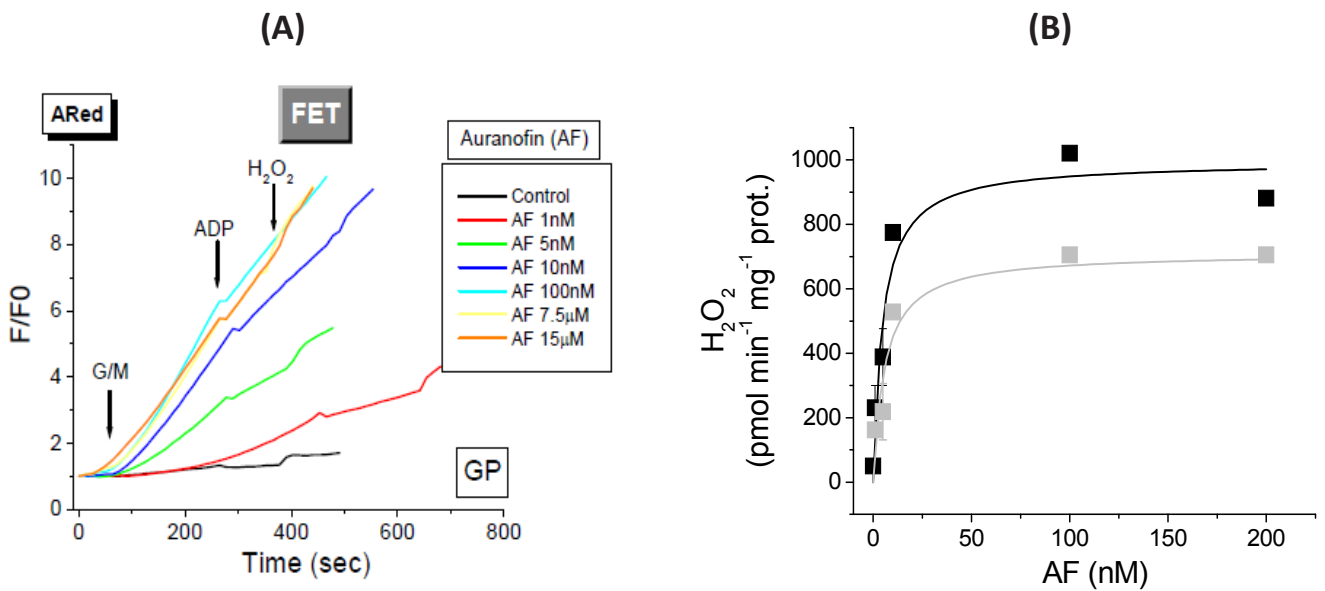 (A)
ARed
FET
Auranofin (AF)
Control
AF 1nM
AF 5nM
AF 10nM
AF 100nM
AF 7.5μM
AF 15μM
H₂O₂
ADP
G/M
GP
F/F0
10
8
6
4
2
0
0 200 400 600 800
Time (sec)
(B)
H₂O₂
(pmol min⁻¹ mg⁻¹ prot.)
1000
800
600
400
200
0
0 50 100 150 200
AF (nM)